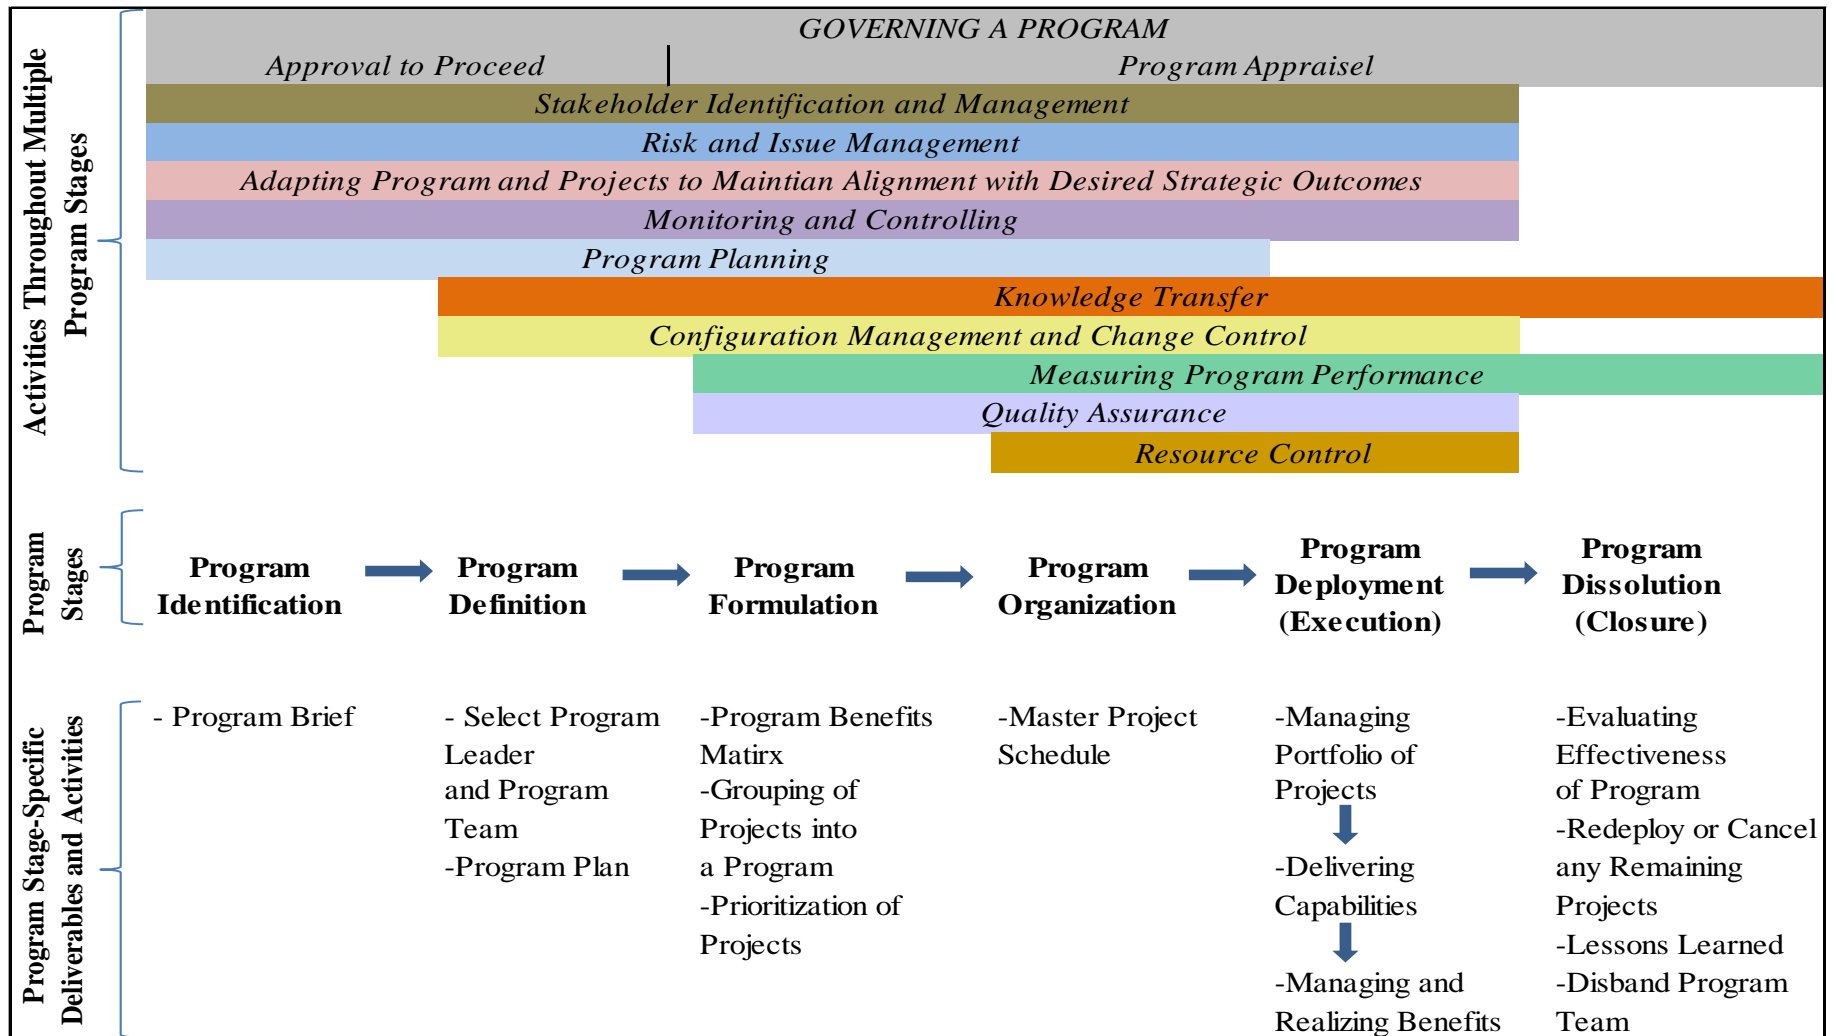 GOVERNING A PROGRAM
Approval to Proceed
Program Appraisel
Stakeholder Identification and Management
Risk and Issue Management
Adapting Program and Projects to Maintian Alignment with Desired Strategic Outcomes
Monitoring and Controlling
Program Planning
Knowledge Transfer
Configuration Management and Change Control
Measuring Program Performance
Quality Assurance
Resource Control
Activities Throughout Multiple
Program Stages
Program
Stages
Program
Identification
Program
Definition
Program
Formulation
Program
Organization
Program
Deployment
(Execution)
Program
Dissolution
(Closure)
Program Stage-Specific
Deliverables and Activities
- Program Brief
- Select Program
Leader
and Program
Team
-Program Plan
-Program Benefits
Matirx
-Grouping of
Projects into
a Program
-Prioritization of
Projects
-Master Project
Schedule
-Managing
Portfolio of
Projects
-Delivering
Capabilities
-Managing and
Realizing Benefits
-Evaluating
Effectiveness
of Program
-Redeploy or Cancel
any Remaining
Projects
-Lessons Learned
-Disband Program
Team